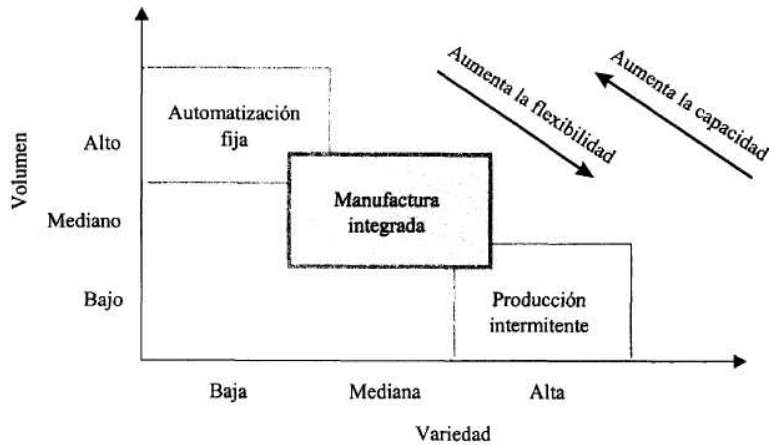 Aumenta la flexibilidad
Aumenta la capacidad
Automatización
fija
Volumen
Alto
Manufactura
integrada
Mediano
Bajo
Producción
intermitente
Baja
Mediana
Alta
Variedad